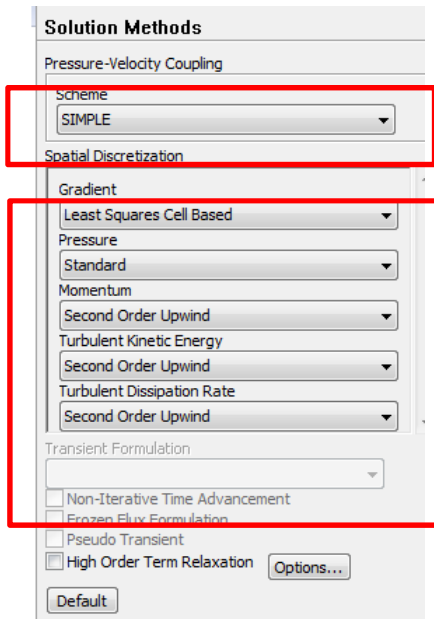 Solution Methods
Pressure-Velocity Coupling
Scheme
SIMPLE
Spatial Discretization
Gradient
Least Squares Cell Based
Pressure
Standard
Momentum
Second Order Upwind
Turbulent Kinetic Energy
Second Order Upwind
Turbulent Dissipation Rate
Second Order Upwind
Transient Formulation
Non-Iterative Time Advancement
Frozen Flux Formulation
Pseudo Transient
High Order Term Relaxation Options...
Default